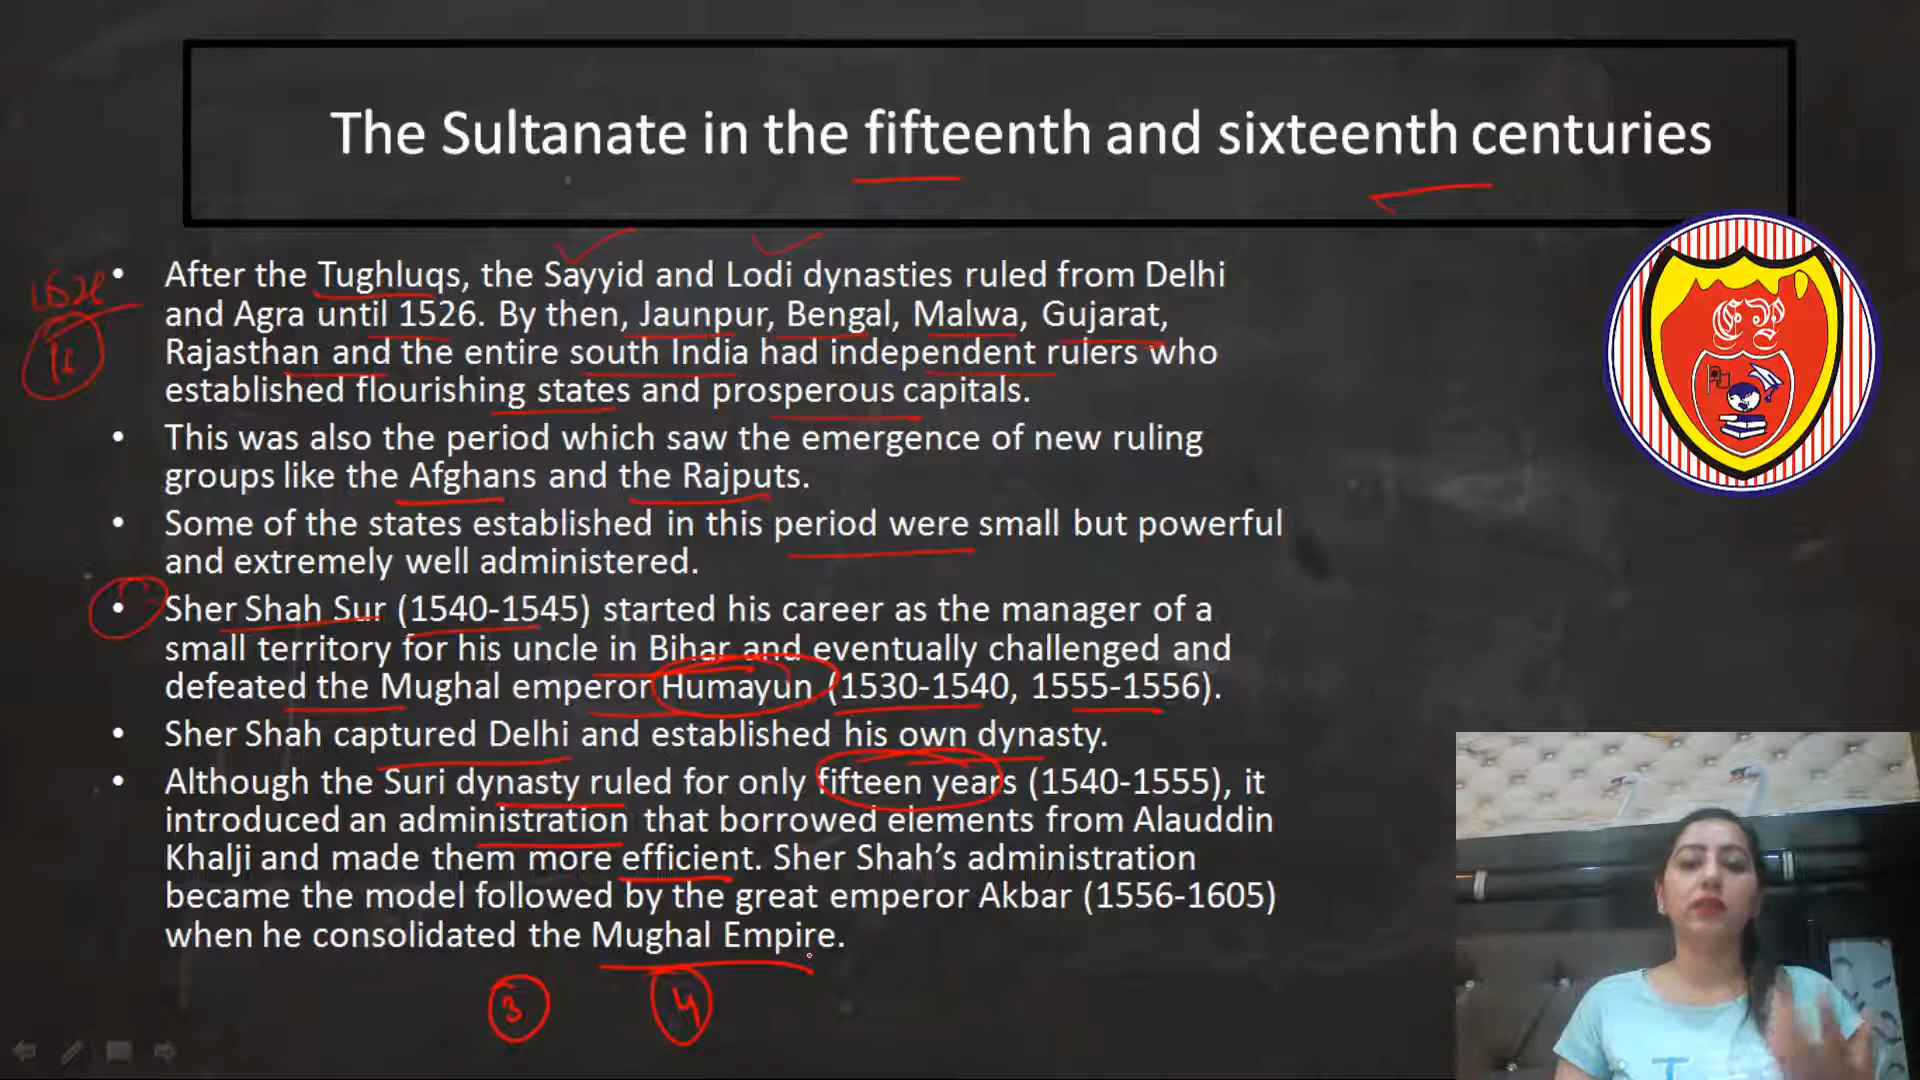 The Sultanate in the fifteenth and sixteenth centuries
• After the Tughluqs, the Sayyid and Lodi dynasties ruled from Delhi
and Agra until 1526. By then, Jaunpur, Bengal, Malwa, Gujarat,
Rajasthan and the entire south India had independent rulers who
established flourishing states and prosperous capitals.
• This was also the period which saw the emergence of new ruling
groups like the Afghans and the Rajputs.
• Some of the states established in this period were small but powerful
and extremely well administered.
• Sher Shah Sur (1540-1545) started his career as the manager of a
small territory for his uncle in Bihar and eventually challenged and
defeated the Mughal emperor Humayun (1530-1540, 1555-1556).
• Sher Shah captured Delhi and established his own dynasty.
• Although the Suri dynasty ruled for only fifteen years (1540-1555), it
introduced an administration that borrowed elements from Alauddin
Khalji and made them more efficient. Sher Shah’s administration
became the model followed by the great emperor Akbar (1556-1605)
when he consolidated the Mughal Empire.
3 4
CP